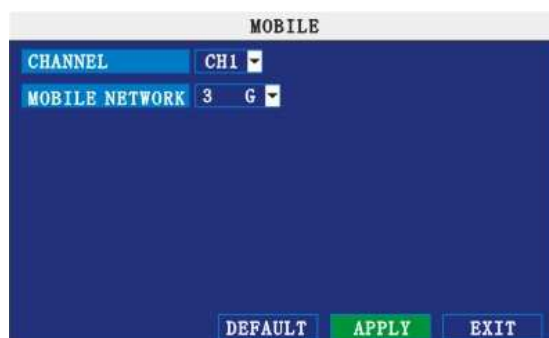 MOBILE
CHANNEL CH1
MOBILE NETWORK 3 G
DEFAULT APPLY EXIT